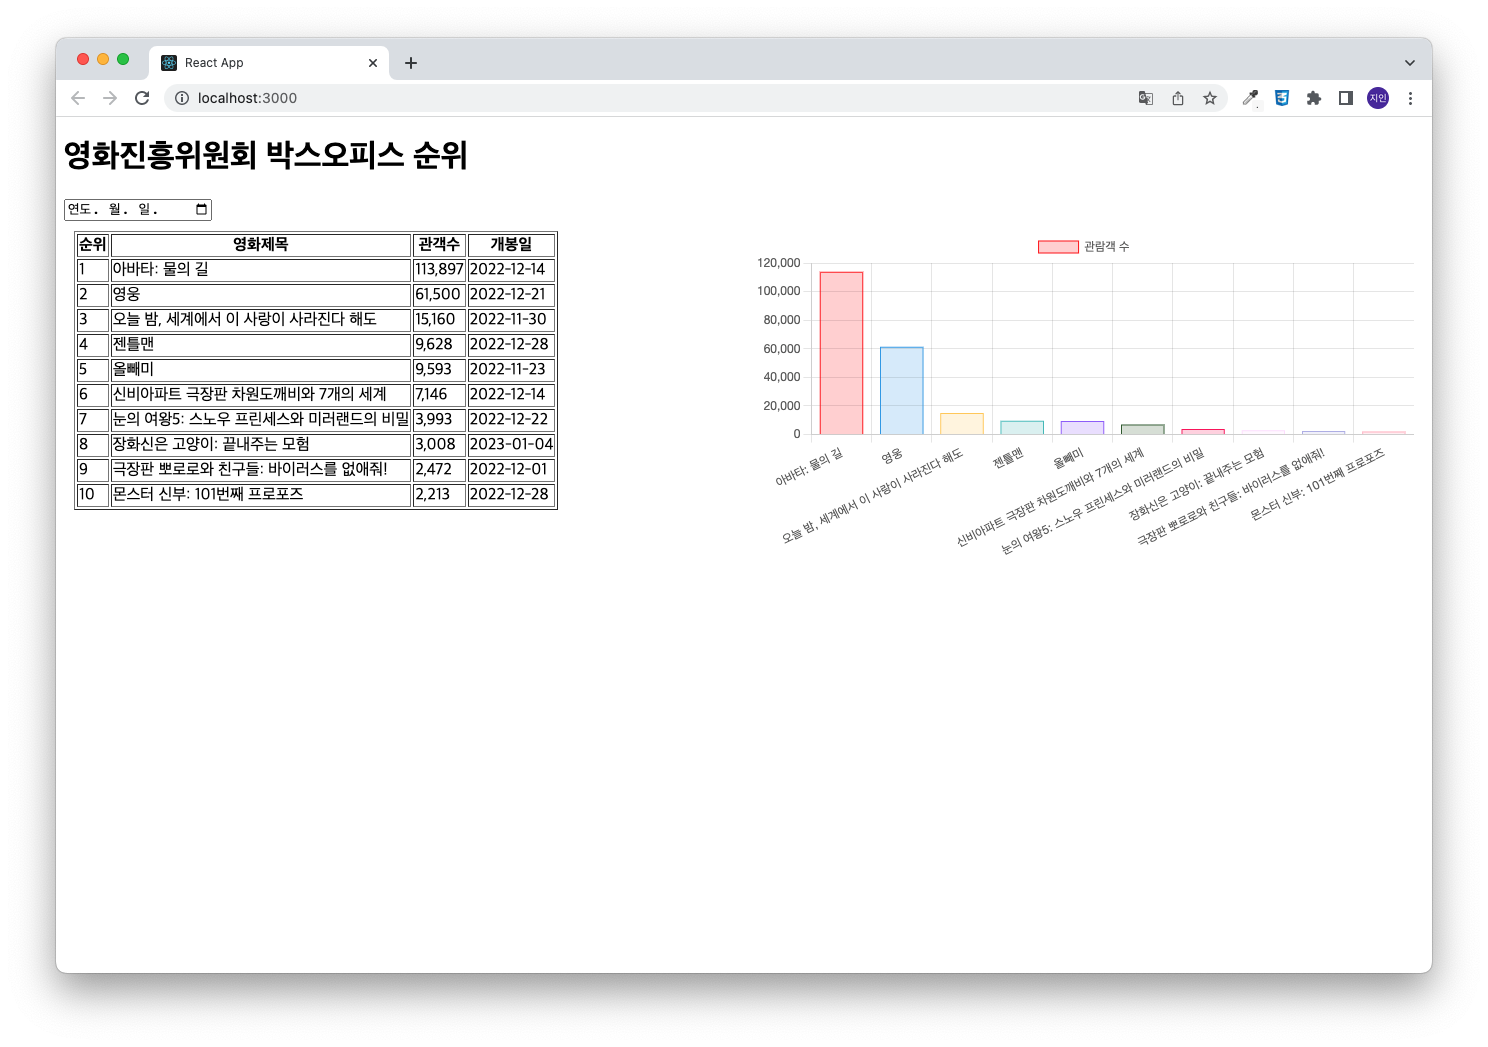 React App
localhost:3000
지인
영화진흥위원회 박스오피스 순위
연도. 월. 일.
순위 영화제목 관객수 개봉일
1 아바타: 물의 길 113,897 2022-12-14
2 영웅 61,500 2022-12-21
3 오늘 밤, 세계에서 이 사랑이 사라진다 해도 15,160 2022-11-30
4 젠틀맨 9,628 2022-12-28
5 올빼미 9,593 2022-11-23
6 신비아파트 극장판 차원도깨비와 7개의 세계 7,146 2022-12-14
7 눈의 여왕5: 스노우 프린세스와 미러랜드의 비밀 3,993 2022-12-22
8 장화신은 고양이: 끝내주는 모험 3,008 2023-01-04
9 극장판 뽀로로와 친구들: 바이러스를 없애줘! 2,472 2022-12-01
10 몬스터 신부: 101번째 프로포즈 2,213 2022-12-28
관람객 수
120,000
100,000
80,000
60,000
40,000
20,000
0
아바타: 물의 길
영웅
오늘 밤, 세계에서 이 사랑이 사라진다 해도
젠틀맨
올빼미
신비아파트 극장판 차원도깨비와 7개의 세계
눈의 여왕5: 스노우 프린세스와 미러랜드의 비밀
장화신은 고양이: 끝내주는 모험
극장판 뽀로로와 친구들: 바이러스를 없애줘!
몬스터 신부: 101번째 프로포즈